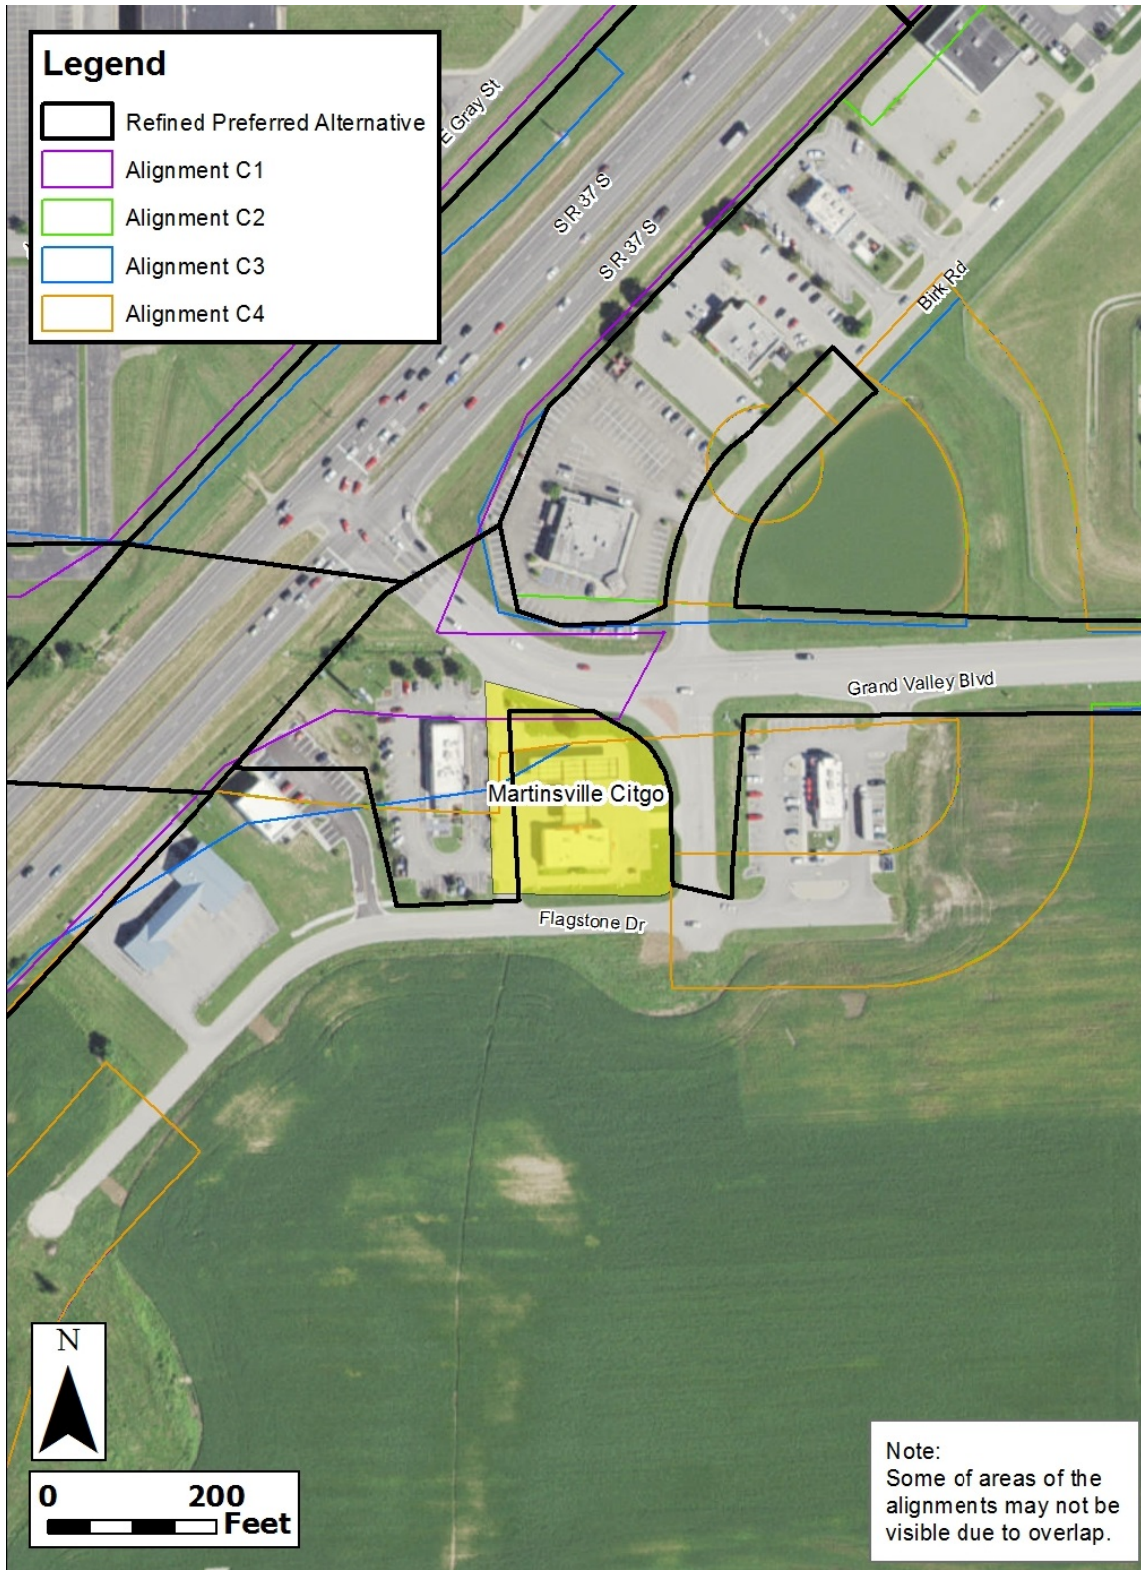 Legend
Refined Preferred Alternative
Alignment C1
Alignment C2
Alignment C3
Alignment C4
E Gray St
S R 37 S
S R 37 S
Birk Rd
Grand Valley Blvd
Martinsville Citgo
Flagstone Dr
N
0 200
Feet
Note:
Some of areas of the
alignments may not be
visible due to overlap.